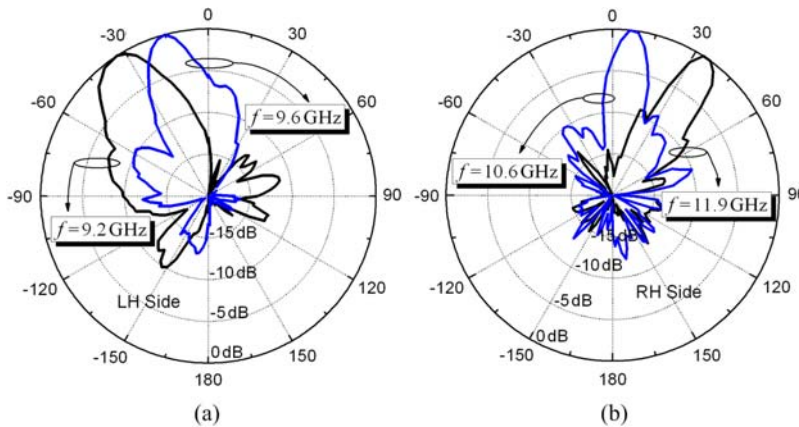 0
-30
30
-60
60
-90
90
-120
120
-150
150
180
f = 9.6 GHz
f = 9.2 GHz
-15 dB
-10 dB
-5 dB
0 dB
LH Side
(a)
0
-30
30
-60
60
-90
90
-120
120
-150
150
180
f = 10.6 GHz
f = 11.9 GHz
-15 dB
-10 dB
-5 dB
0 dB
RH Side
(b)